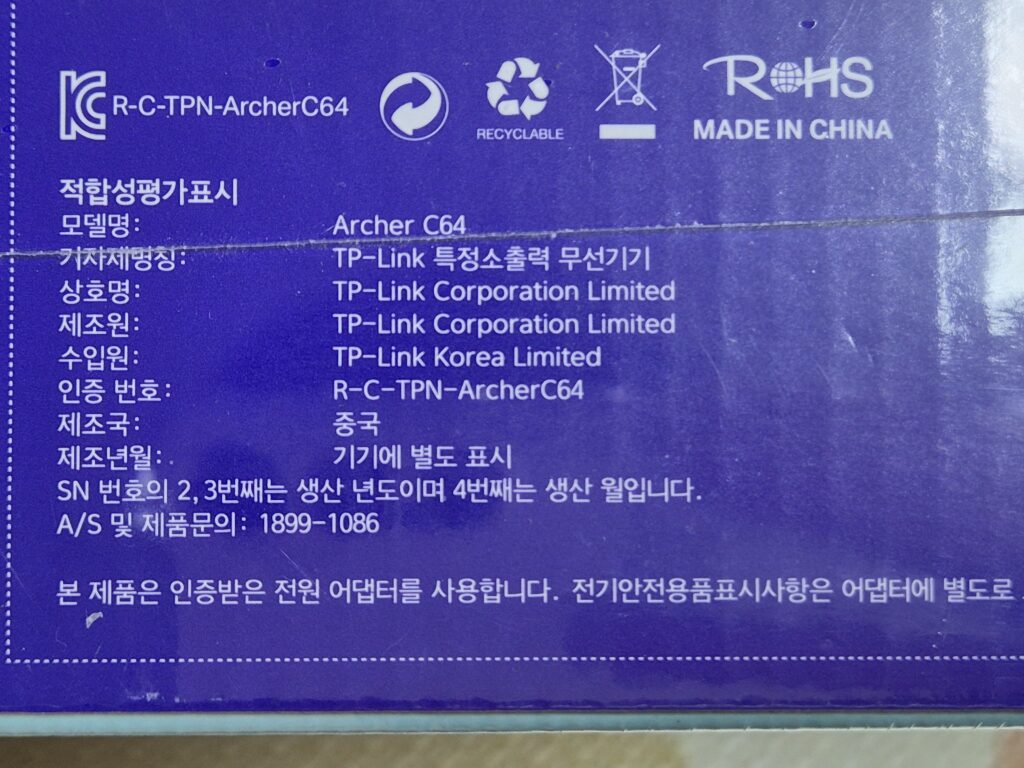 R-C-TPN-ArcherC64
RECYCLABLE
RoHS
MADE IN CHINA
적합성평가표시
모델명: Archer C64
기자재명칭: TP-Link 특정소출력 무선기기
상호명: TP-Link Corporation Limited
제조원: TP-Link Corporation Limited
수입원: TP-Link Korea Limited
인증 번호: R-C-TPN-ArcherC64
제조국: 중국
제조년월: 기기에 별도 표시
SN 번호의 2, 3번째는 생산 년도이며 4번째는 생산 월입니다.
A/S 및 제품문의: 1899-1086
본 제품은 인증받은 전원 어댑터를 사용합니다. 전기안전용품표시사항은 어댑터에 별도로